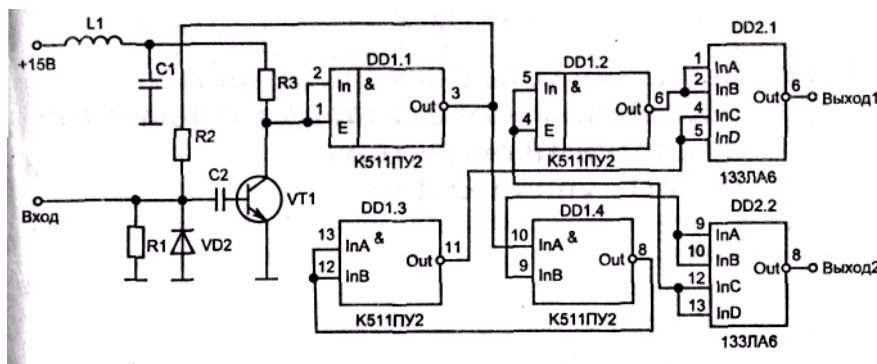 L1
+15В
C1
R3
DD1.1
2
In
&
1
E
Out
3
К511ПУ2
R2
C2
VT1
Вход
R1
VD2
DD1.2
5
In
&
4
E
Out
6
К511ПУ2
DD2.1
1
InA
2
InB
4
InC
5
InD
Out
6
Выход1
133ЛА6
DD1.3
13
InA
&
12
InB
Out
11
К511ПУ2
DD1.4
10
InA
&
9
InB
Out
8
К511ПУ2
DD2.2
9
InA
10
InB
12
InC
13
InD
Out
8
Выход2
133ЛА6